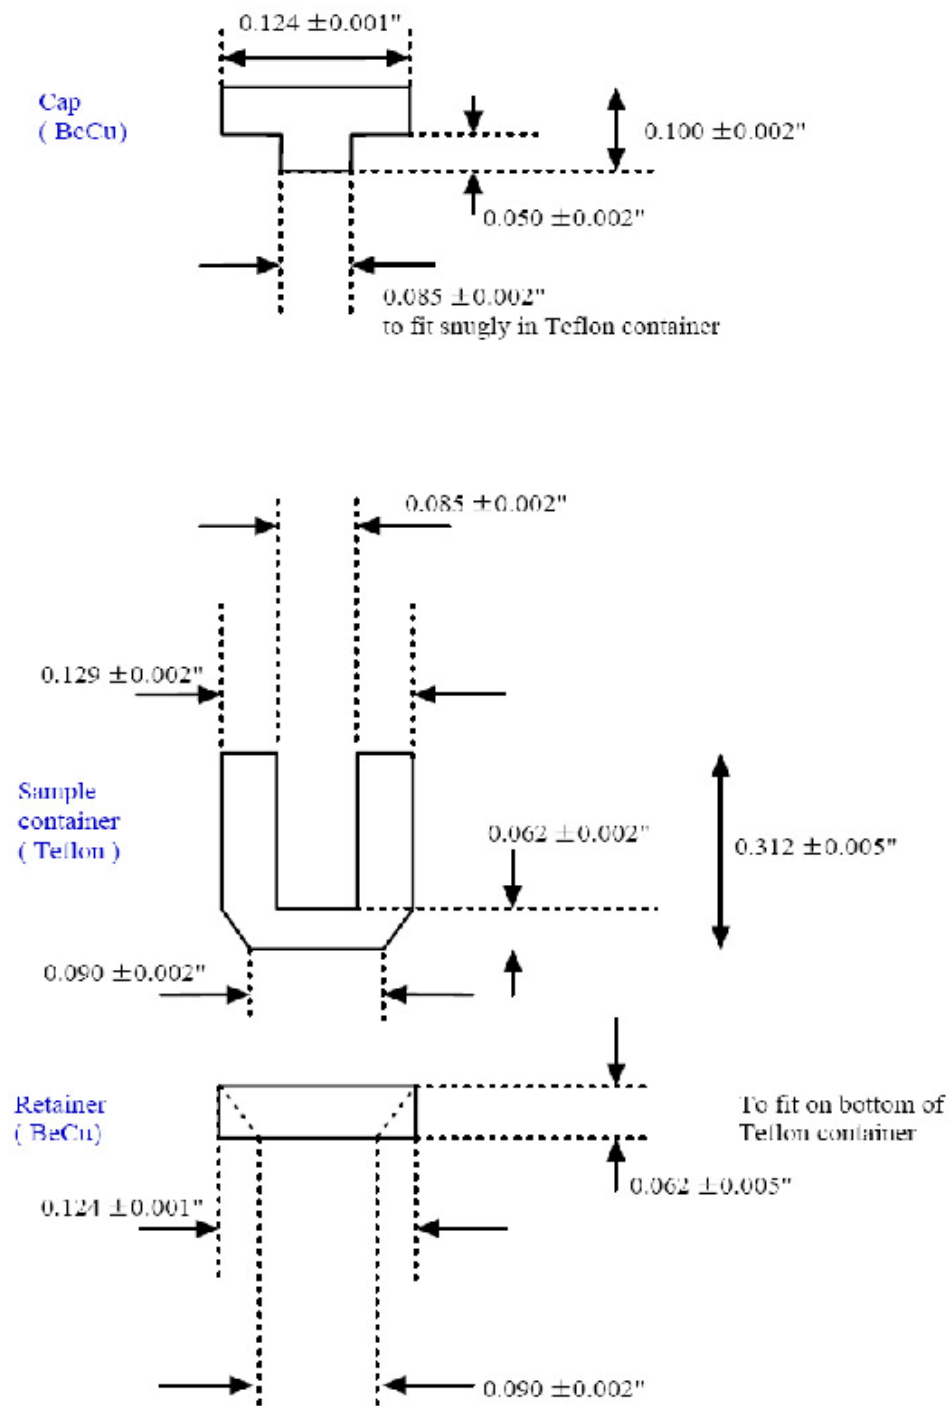 0.124 ±0.001"
Cap
( BeCu)
0.100 ±0.002"
0.050 ±0.002"
0.085 ±0.002"
to fit snugly in Teflon container
0.085 ±0.002"
0.129 ±0.002"
Sample
container
( Teflon )
0.062 ±0.002"
0.312 ±0.005"
0.090 ±0.002"
Retainer
( BeCu)
To fit on bottom of
Teflon container
0.062 ±0.005"
0.124 ±0.001"
0.090 ±0.002"